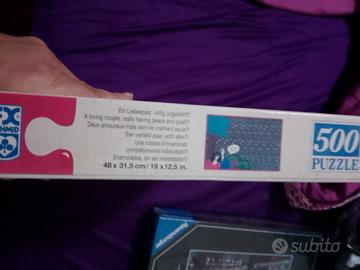 SCHMID
Ein Liebespaar, völlig ungestört?
A loving couple, really having peace and quiet?
Deux amoureux mais sont-ils vraiment seuls?
Een verliefd paar, echt alleen?
Una coppia d'innamorati,
completamente indisturbati?
Enamorados, sin ser molestados?
48 x 31,5 cm / 19 x 12,5 in.
500
PUZZLE
Ravensburger
subito